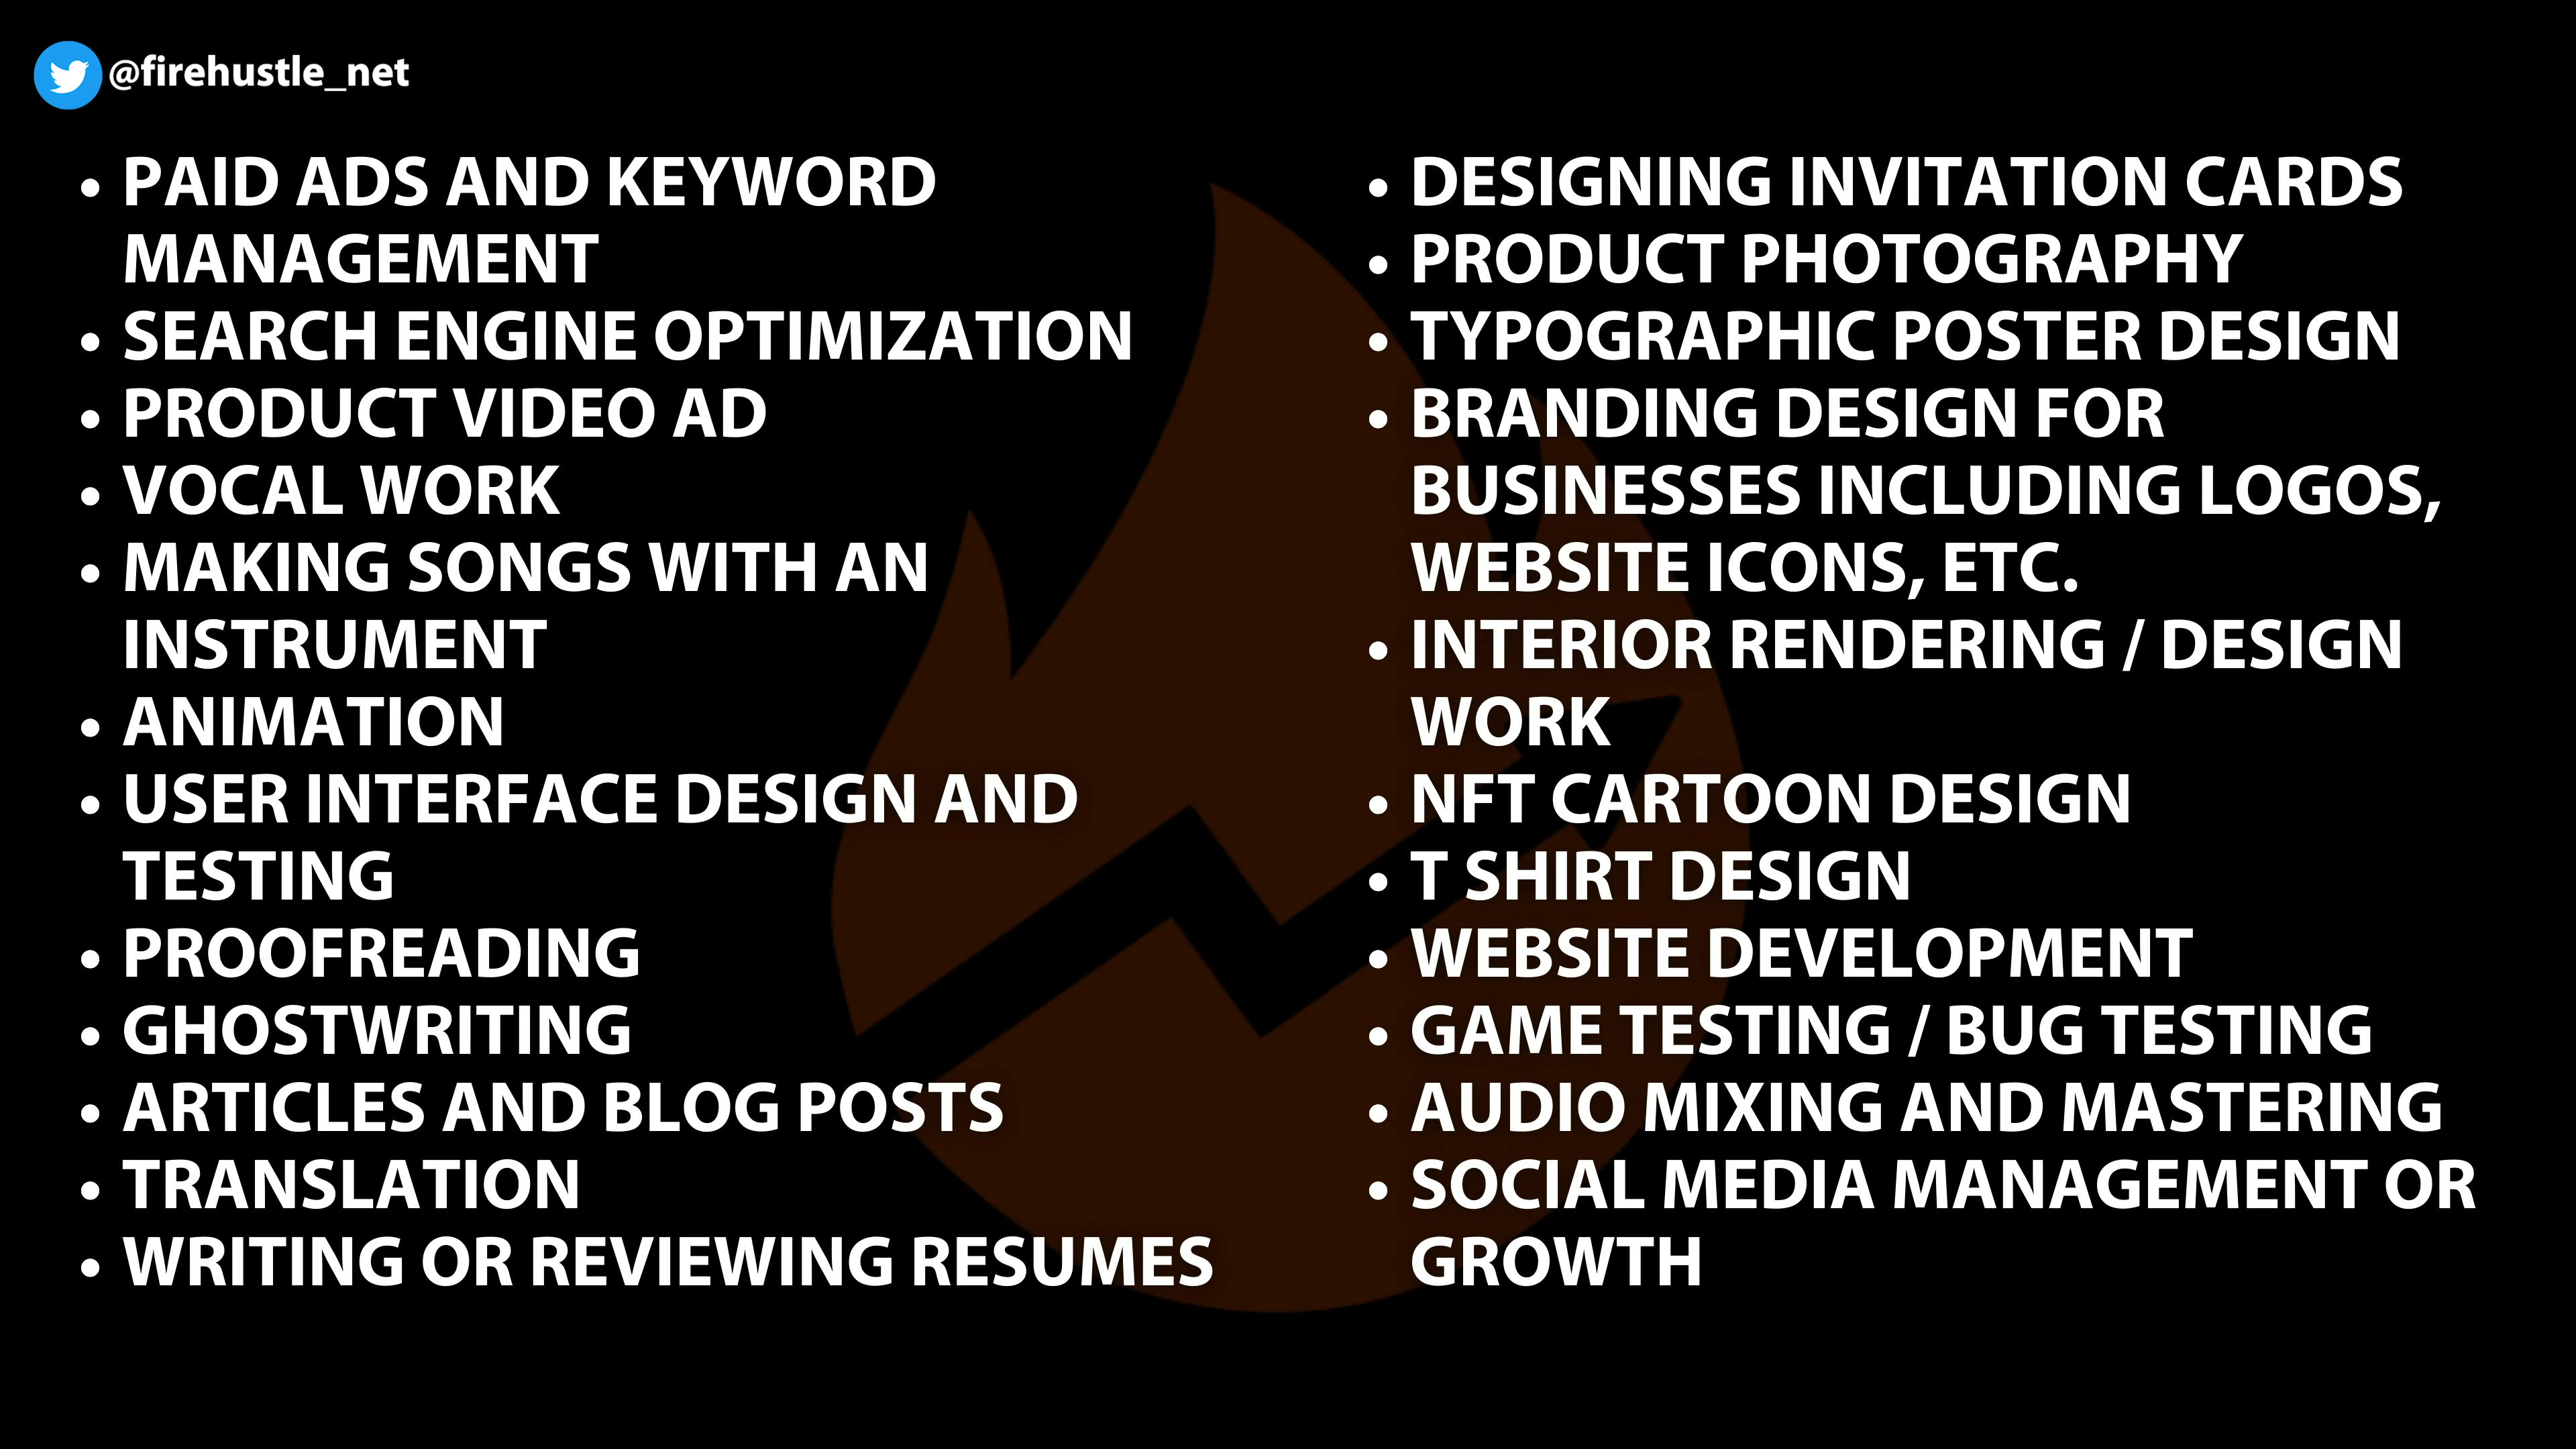 @firehustle_net
• PAID ADS AND KEYWORD
MANAGEMENT
• SEARCH ENGINE OPTIMIZATION
• PRODUCT VIDEO AD
• VOCAL WORK
• MAKING SONGS WITH AN
INSTRUMENT
• ANIMATION
• USER INTERFACE DESIGN AND
TESTING
• PROOFREADING
• GHOSTWRITING
• ARTICLES AND BLOG POSTS
• TRANSLATION
• WRITING OR REVIEWING RESUMES
• DESIGNING INVITATION CARDS
• PRODUCT PHOTOGRAPHY
• TYPOGRAPHIC POSTER DESIGN
• BRANDING DESIGN FOR
BUSINESSES INCLUDING LOGOS,
WEBSITE ICONS, ETC.
• INTERIOR RENDERING / DESIGN
WORK
• NFT CARTOON DESIGN
• T SHIRT DESIGN
• WEBSITE DEVELOPMENT
• GAME TESTING / BUG TESTING
• AUDIO MIXING AND MASTERING
• SOCIAL MEDIA MANAGEMENT OR
GROWTH